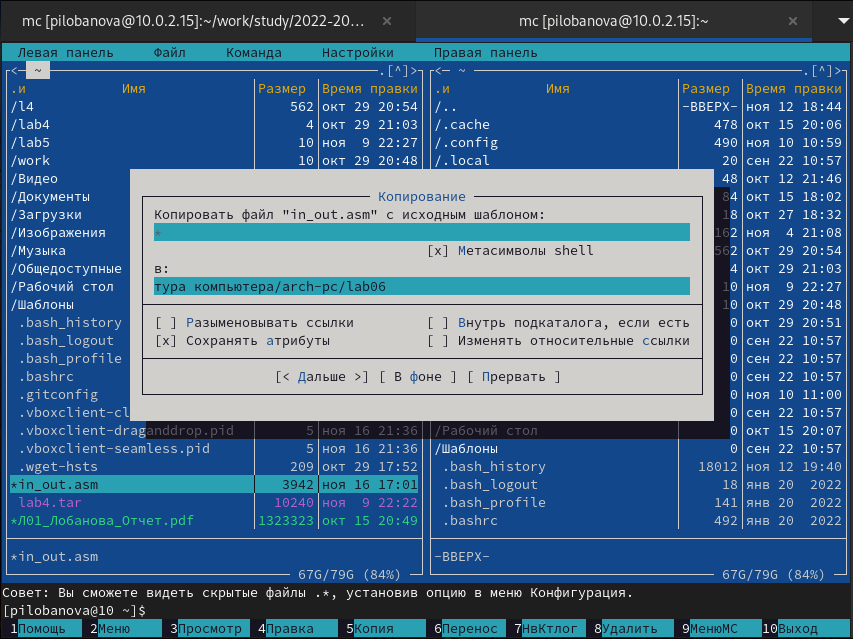 mc [pilobanova@10.0.2.15]:~/work/study/2022-20... × mc [pilobanova@10.0.2.15]:~ ×
Левая панель Файл Команда Настройки Правая панель
<— ~ .[^]> <— ~ .[^]>
.и Имя Размер Время правки .и Имя Размер Время правки
/l4 562 окт 29 20:54 /.. -ВВЕРХ- ноя 12 18:44
/lab4 4 окт 29 21:03 /.cache 478 окт 15 20:06
/lab5 10 ноя 9 22:27 /.config 490 ноя 10 10:59
/work 10 окт 29 20:48 /.local 20 сен 22 10:57
/Видео 48 окт 12 21:46
/Документы 84 окт 15 18:02
/Загрузки 18 окт 27 18:32
/Изображения 162 ноя 4 21:08
/Музыка 562 окт 29 20:54
/Общедоступные 4 окт 29 21:03
/Рабочий стол 10 ноя 9 22:27
/Шаблоны 10 окт 29 20:48
.bash_history 0 окт 29 20:51
.bash_logout 0 сен 22 10:57
.bash_profile 0 окт 29 20:54
.bashrc 0 сен 22 10:57
.gitconfig 0 ноя 10 11:00
.vboxclient-cl 0 сен 22 10:57
Копирование
Копировать файл "in_out.asm" с исходным шаблоном:
*
[x] Метасимволы shell
в:
тура компьютера/arch-pc/lab06
[ ] Разыменовывать ссылки [ ] Внутрь подкаталога, если есть
[x] Сохранять атрибуты [ ] Изменять относительные ссылки
[< Дальше >] [ В фоне ] [ Прервать ]
.vboxclient-draganddrop.pid 5 ноя 16 21:36 /Рабочий стол 0 окт 15 20:07
.vboxclient-seamless.pid 5 ноя 16 21:36 /Шаблоны 0 сен 22 10:57
.wget-hsts 209 окт 29 17:52 .bash_history 18012 ноя 12 19:40
*in_out.asm 3942 ноя 16 17:01 .bash_logout 18 янв 20 2022
lab4.tar 10240 ноя 9 22:22 .bash_profile 141 янв 20 2022
*Л01_Лобанова_Отчет.pdf 1323323 окт 15 20:49 .bashrc 492 янв 20 2022
*in_out.asm -ВВЕРХ-
67G/79G (84%) 67G/79G (84%)
Совет: Вы сможете видеть скрытые файлы .*, установив опцию в меню Конфигурация.
[pilobanova@10 ~]$
1Помощь 2Меню 3Просмотр 4Правка 5Копия 6Перенос 7НвКтлог 8Удалить 9МенюМС 10Выход